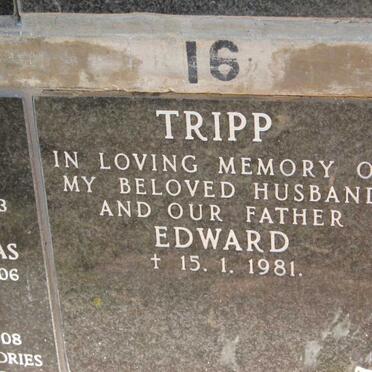 16
TRIPP
IN LOVING MEMORY O
MY BELOVED HUSBAND
AND OUR FATHER
EDWARD
† 15. 1. 1981.
3
AS
06
08
ORIES